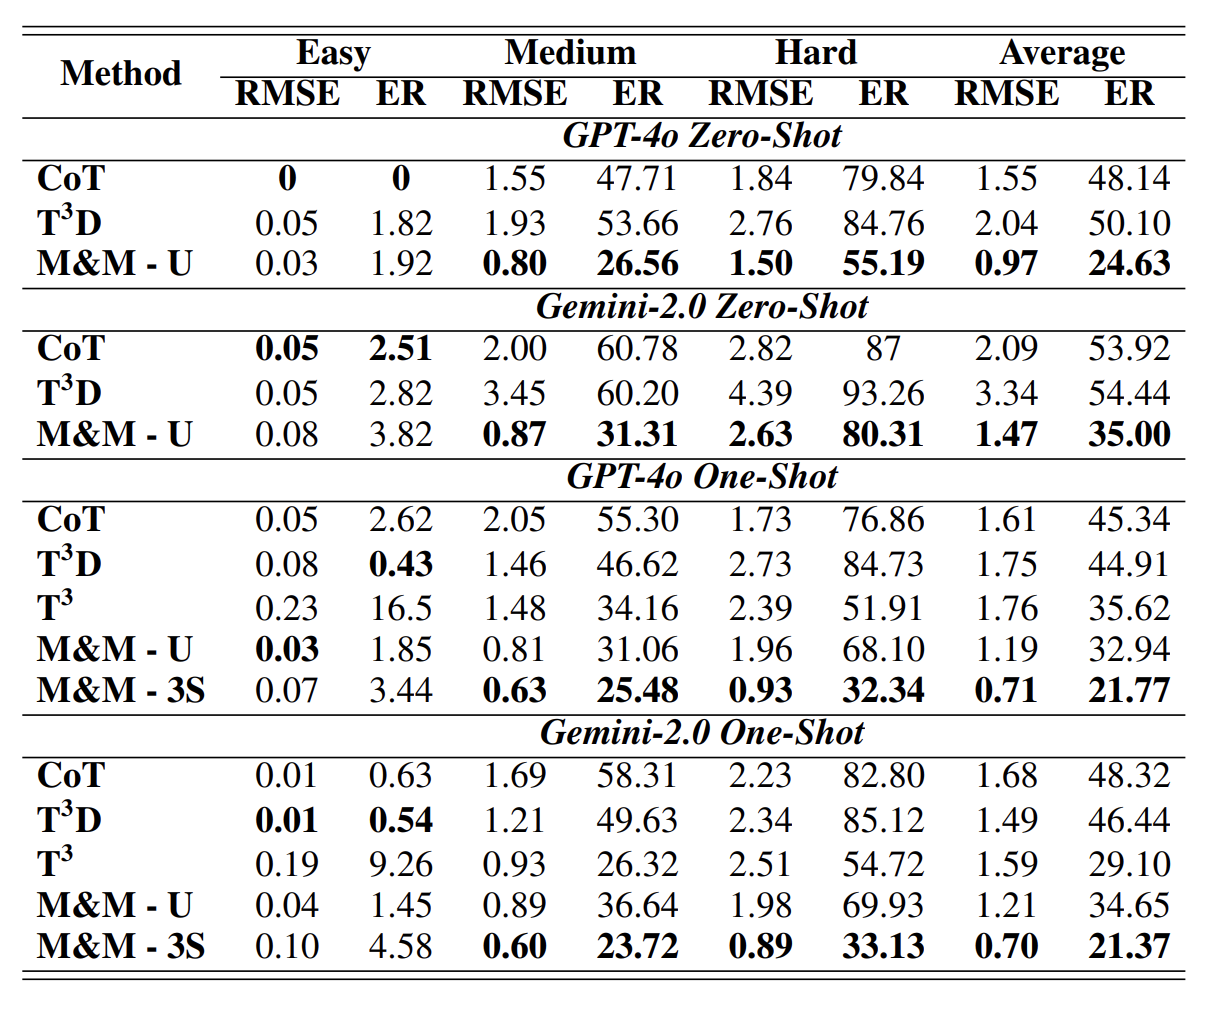 Method Easy Medium Hard Average
RMSE ER RMSE ER RMSE ER RMSE ER
GPT-4o Zero-Shot
CoT 0 0 1.55 47.71 1.84 79.84 1.55 48.14
T³D 0.05 1.82 1.93 53.66 2.76 84.76 2.04 50.10
M&M - U 0.03 1.92 0.80 26.56 1.50 55.19 0.97 24.63
Gemini-2.0 Zero-Shot
CoT 0.05 2.51 2.00 60.78 2.82 87 2.09 53.92
T³D 0.05 2.82 3.45 60.20 4.39 93.26 3.34 54.44
M&M - U 0.08 3.82 0.87 31.31 2.63 80.31 1.47 35.00
GPT-4o One-Shot
CoT 0.05 2.62 2.05 55.30 1.73 76.86 1.61 45.34
T³D 0.08 0.43 1.46 46.62 2.73 84.73 1.75 44.91
T³ 0.23 16.5 1.48 34.16 2.39 51.91 1.76 35.62
M&M - U 0.03 1.85 0.81 31.06 1.96 68.10 1.19 32.94
M&M - 3S 0.07 3.44 0.63 25.48 0.93 32.34 0.71 21.77
Gemini-2.0 One-Shot
CoT 0.01 0.63 1.69 58.31 2.23 82.80 1.68 48.32
T³D 0.01 0.54 1.21 49.63 2.34 85.12 1.49 46.44
T³ 0.19 9.26 0.93 26.32 2.51 54.72 1.59 29.10
M&M - U 0.04 1.45 0.89 36.64 1.98 69.93 1.21 34.65
M&M - 3S 0.10 4.58 0.60 23.72 0.89 33.13 0.70 21.37